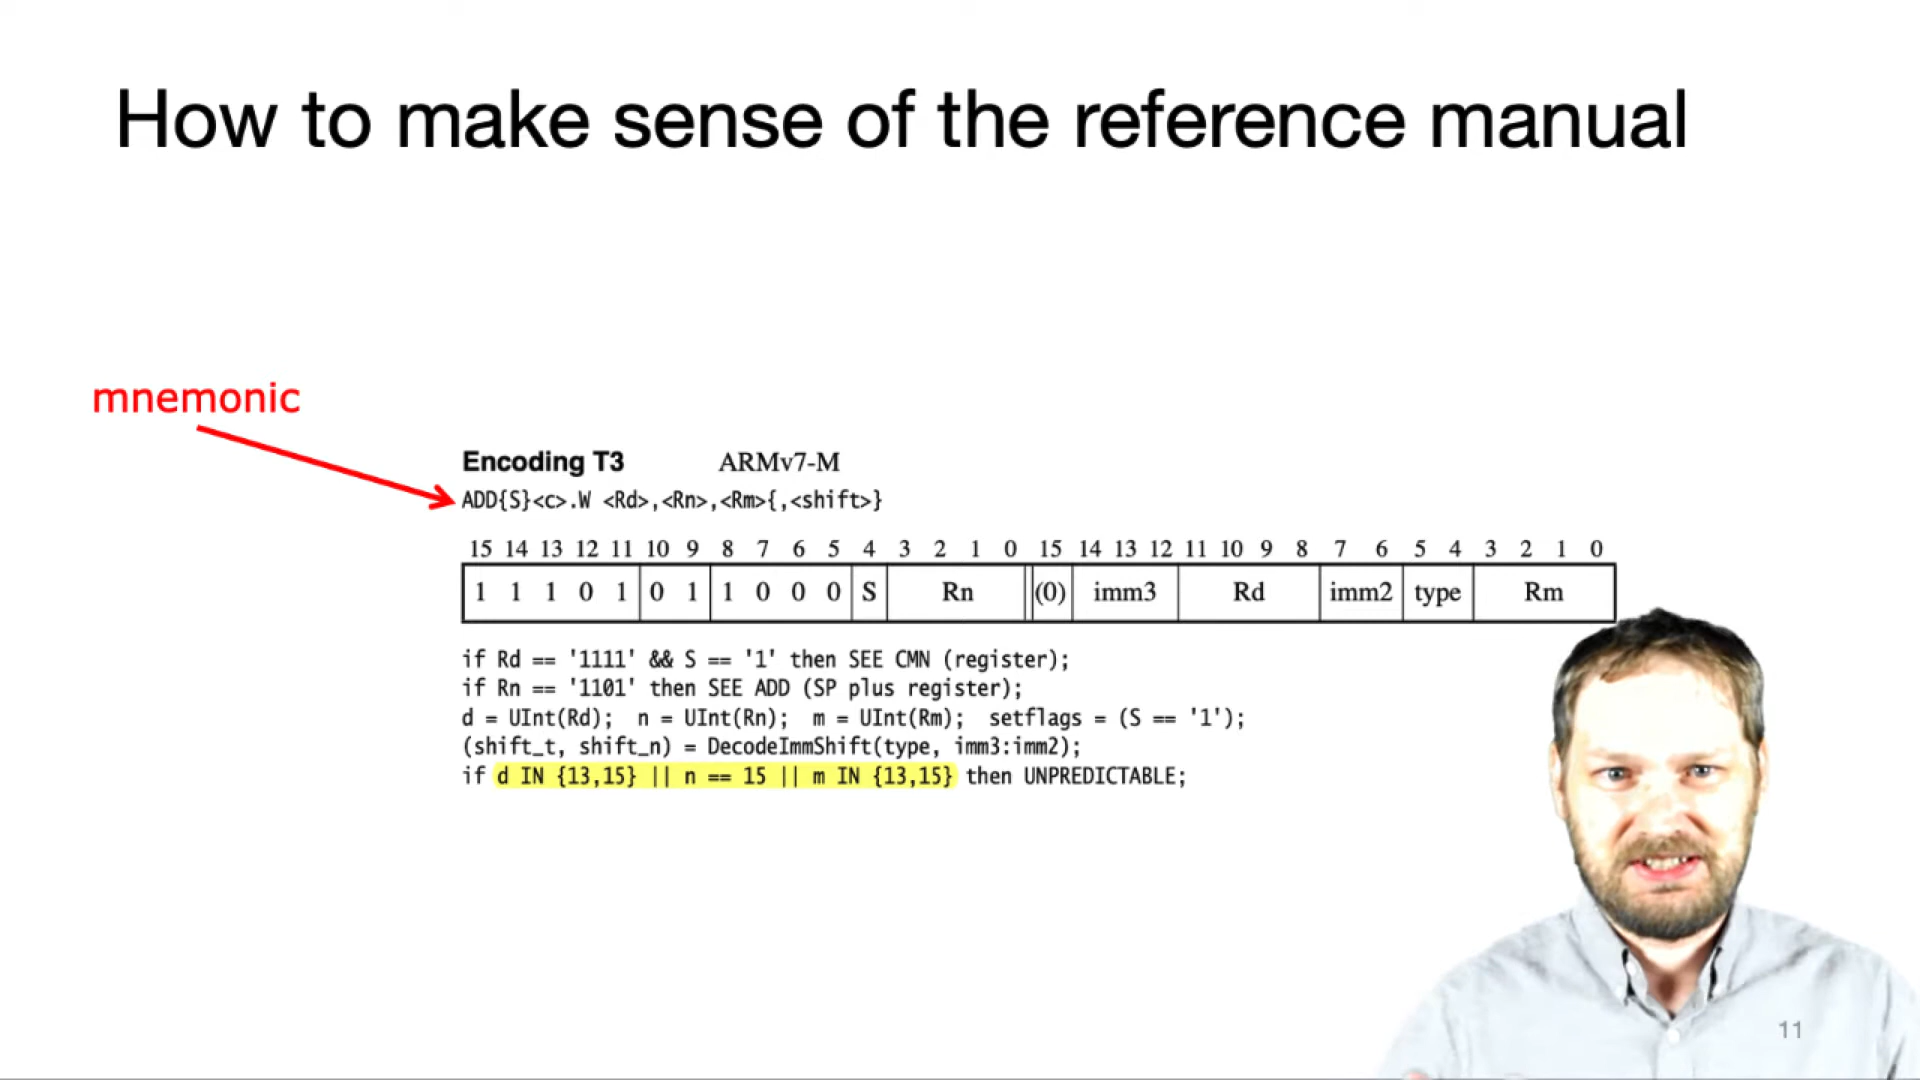 How to make sense of the reference manual
mnemonic
Encoding T3 ARMv7-M
ADD{S}<c>.W <Rd>,<Rn>,<Rm>{,<shift>}
15 14 13 12 11 10 9 8 7 6 5 4 3 2 1 0 15 14 13 12 11 10 9 8 7 6 5 4 3 2 1 0
1 1 1 0 1 0 1 1 0 0 0 S Rn (0) imm3 Rd imm2 type Rm
if Rd == '1111' && S == '1' then SEE CMN (register);
if Rn == '1101' then SEE ADD (SP plus register);
d = UInt(Rd); n = UInt(Rn); m = UInt(Rm); setflags = (S == '1');
(shift_t, shift_n) = DecodeImmShift(type, imm3:imm2);
if d IN {13,15} || n == 15 || m IN {13,15} then UNPREDICTABLE;
11